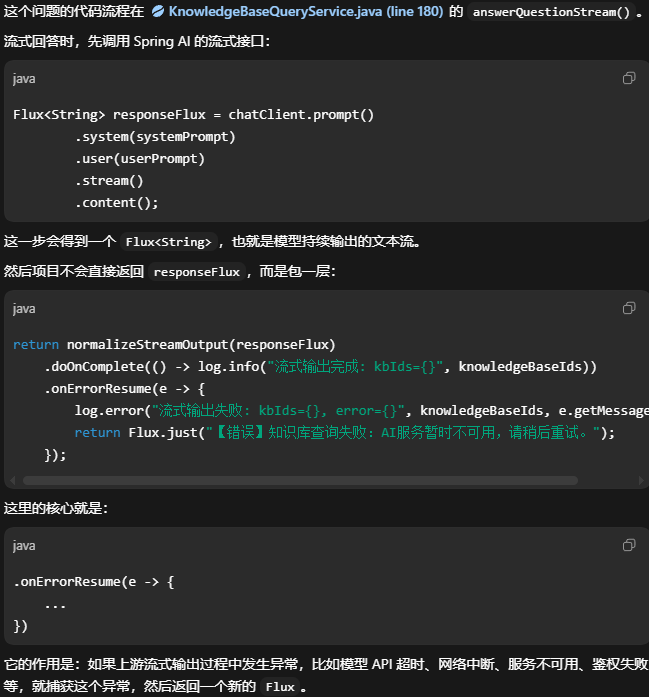 这个问题的代码流程在 KnowledgeBaseQueryService.java (line 180) 的 answerQuestionStream() 。
流式回答时，先调用 Spring AI 的流式接口：
java
Flux<String> responseFlux = chatClient.prompt()
        .system(systemPrompt)
        .user(userPrompt)
        .stream()
        .content();
这一步会得到一个 Flux<String> ，也就是模型持续输出的文本流。
然后项目不会直接返回 responseFlux ，而是包一层：
java
return normalizeStreamOutput(responseFlux)
    .doOnComplete(() -> log.info("流式输出完成: kbIds={}", knowledgeBaseIds))
    .onErrorResume(e -> {
        log.error("流式输出失败: kbIds={}, error={}", knowledgeBaseIds, e.getMessage
        return Flux.just("【错误】知识库查询失败：AI服务暂时不可用，请稍后重试。");
    });
这里的核心就是：
java
.onErrorResume(e -> {
    ...
})
它的作用是：如果上游流式输出过程中发生异常，比如模型 API 超时、网络中断、服务不可用、鉴权失败
等，就捕获这个异常，然后返回一个新的 Flux 。